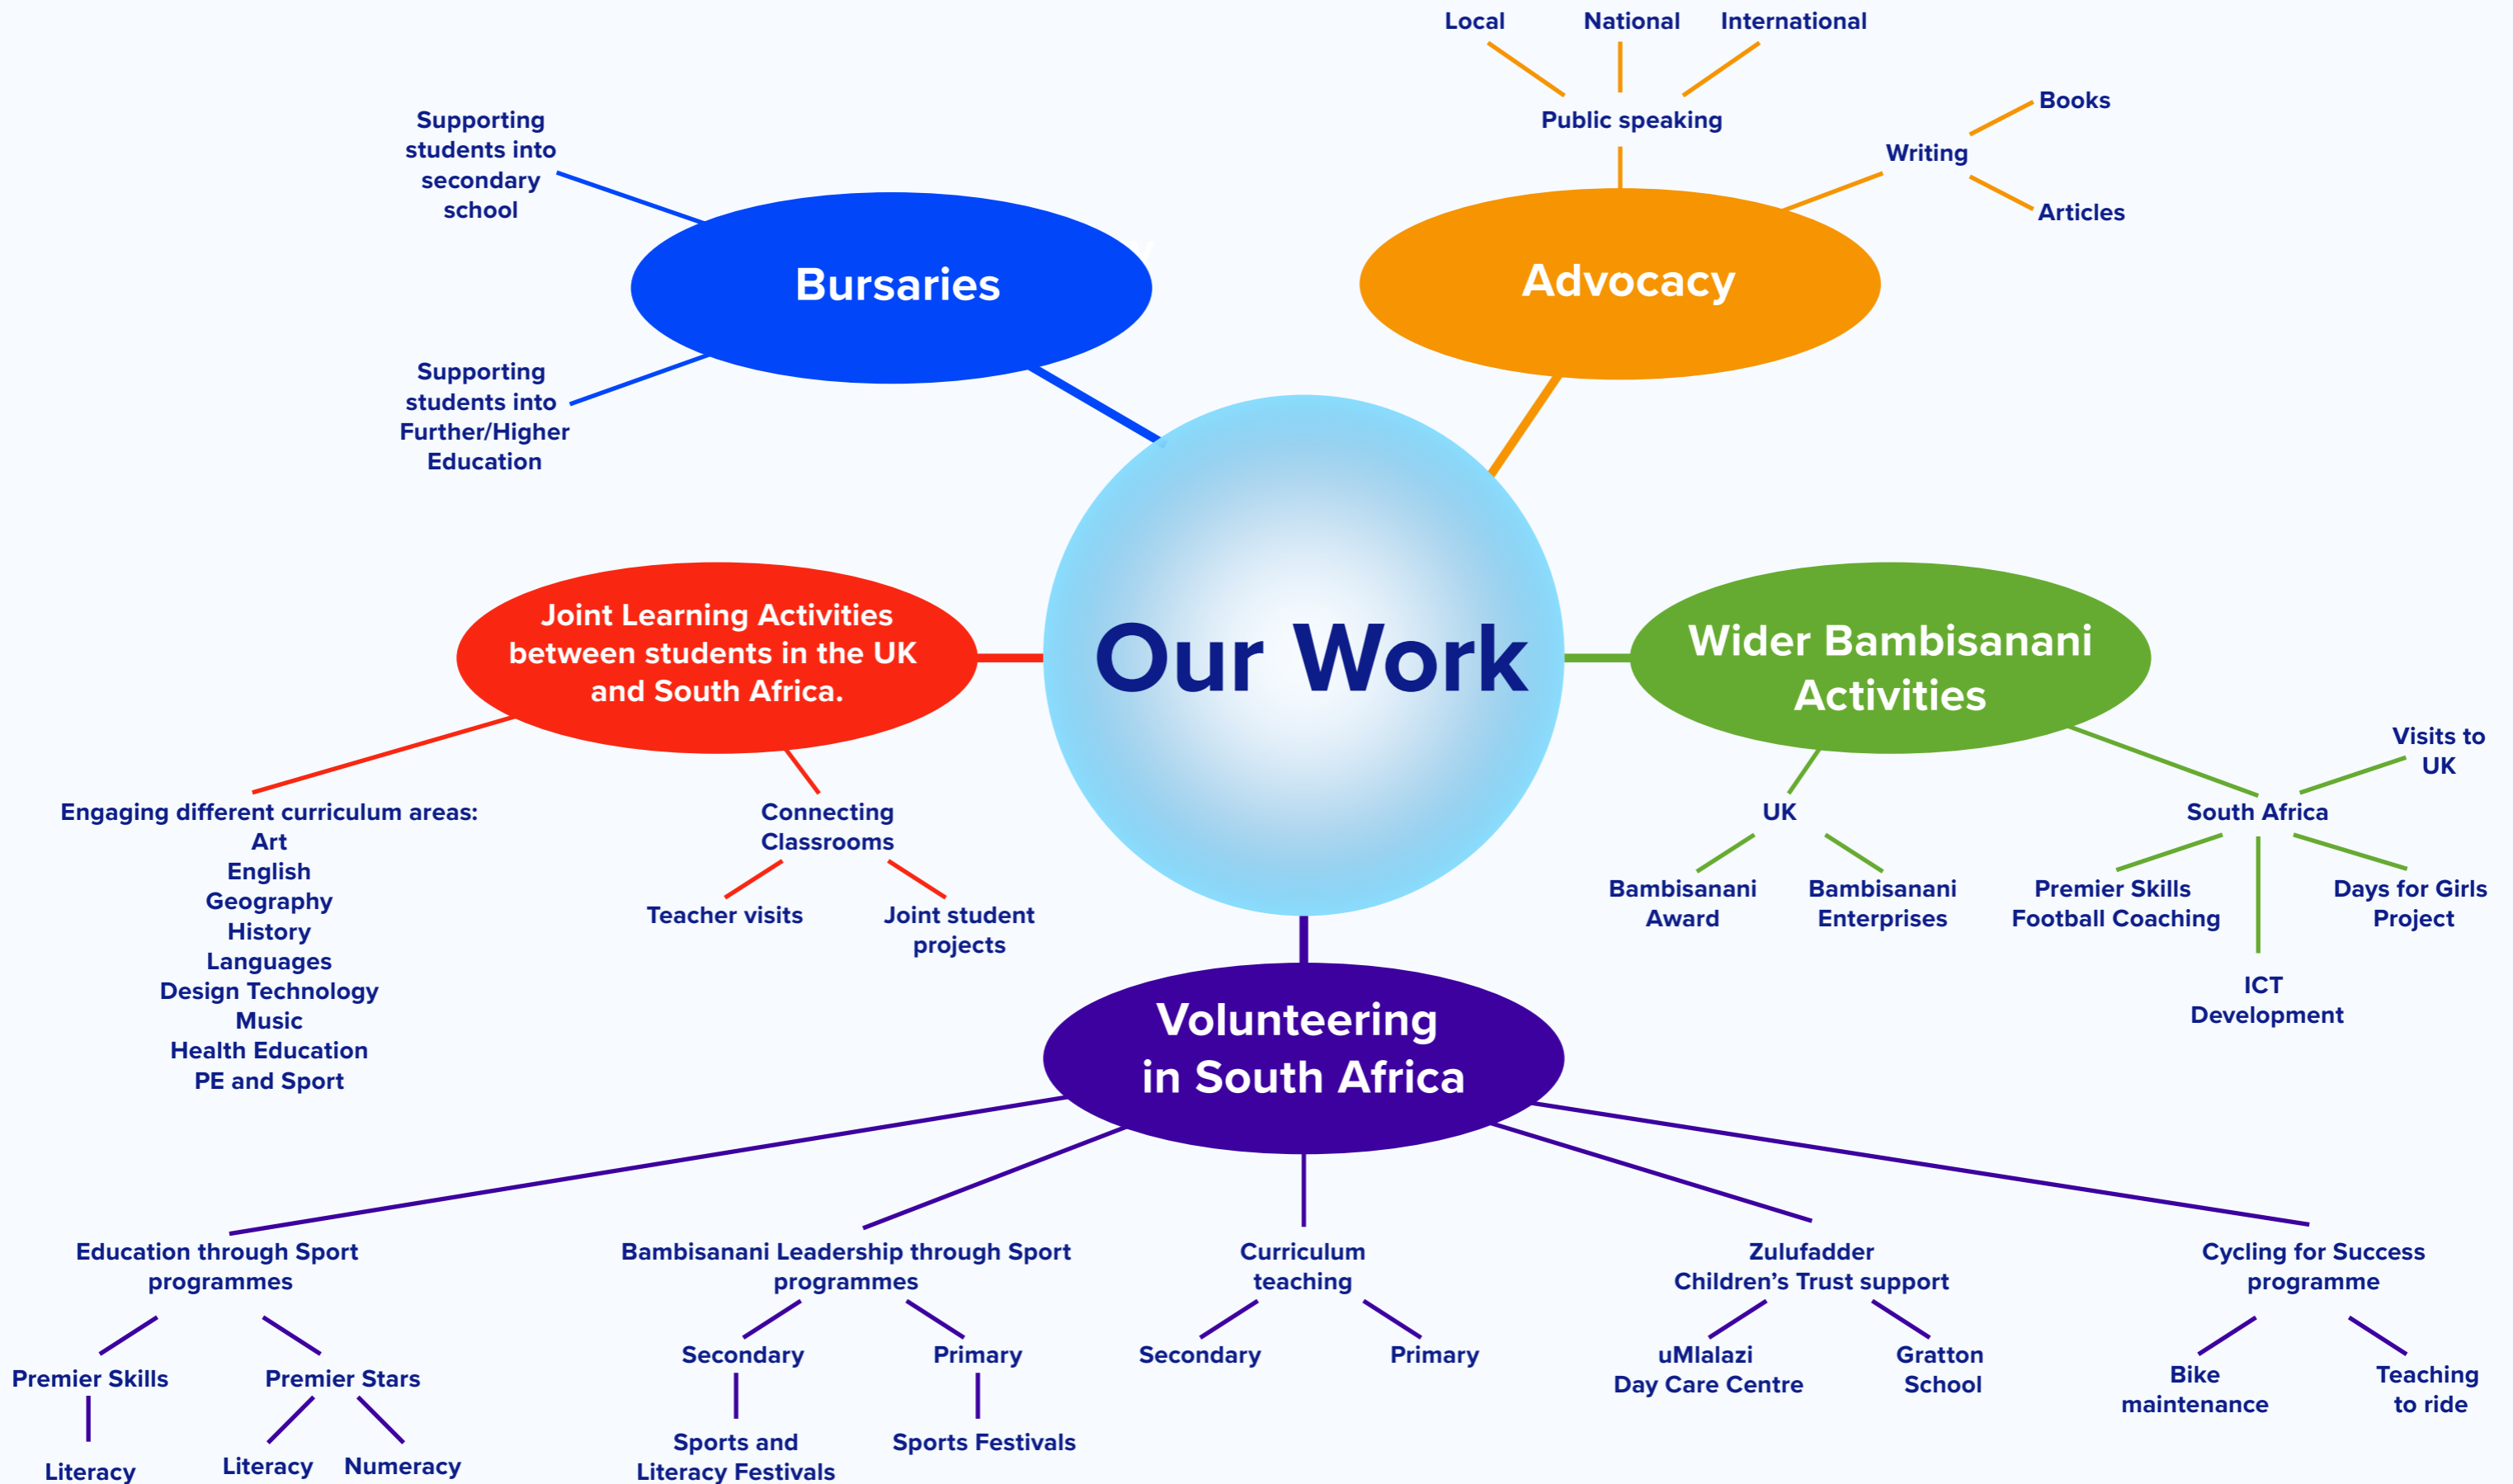 Local
National
International
Public speaking
Books
Writing
Articles
Supporting
students into
secondary
school
Bursaries
Advocacy
Supporting
students into
Further/Higher
Education
Our Work
Joint Learning Activities
between students in the UK
and South Africa.
Wider Bambisanani
Activities
Engaging different curriculum areas:
Art
English
Geography
History
Languages
Design Technology
Music
Health Education
PE and Sport
Connecting
Classrooms
Teacher visits
Joint student
projects
UK
Bambisanani
Award
Bambisanani
Enterprises
South Africa
Visits to
UK
Premier Skills
Football Coaching
Days for Girls
Project
ICT
Development
Volunteering
in South Africa
Education through Sport
programmes
Premier Skills
Literacy
Premier Stars
Literacy
Numeracy
Bambisanani Leadership through Sport
programmes
Secondary
Sports and
Literacy Festivals
Primary
Sports Festivals
Curriculum
teaching
Secondary
Primary
Zulufadder
Children’s Trust support
uMlalazi
Day Care Centre
Gratton
School
Cycling for Success
programme
Bike
maintenance
Teaching
to ride